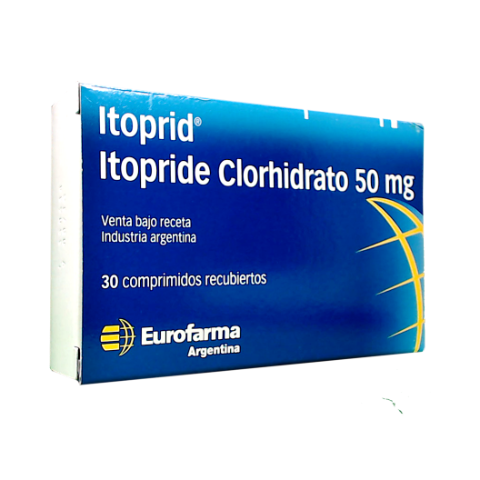 Itoprid®
Itopride Clorhidrato 50 mg
Venta bajo receta
Industria argentina
30 comprimidos recubiertos
Eurofarma
Argentina